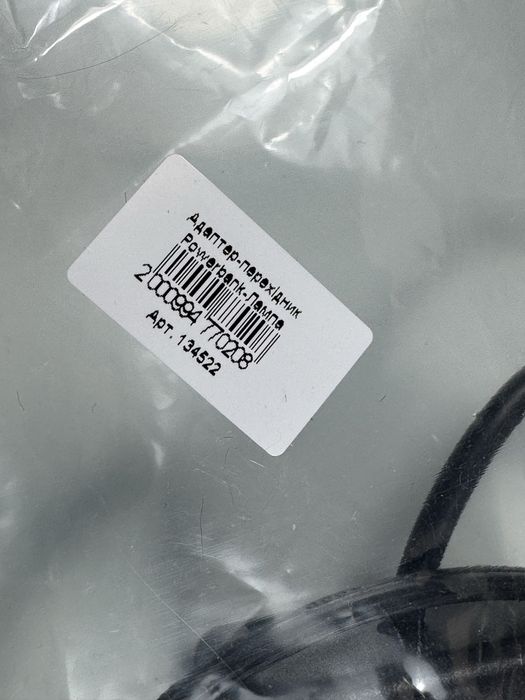 Адаптер-перехідник
Powerbank-лампа
2 000994 770208
Арт. 134522